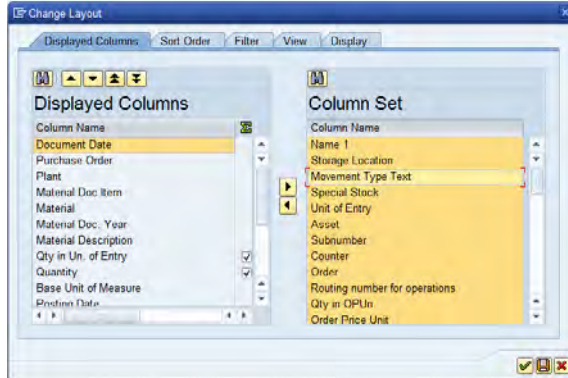 Change Layout
Displayed Columns
Sort Order
Filter
View
Display
Displayed Columns
Column Name
Document Date
Purchase Order
Plant
Material Doc Item
Material
Material Doc. Year
Material Description
Qty in Un. of Entry
Quantity
Base Unit of Measure
Posting Date
Column Set
Column Name
Name 1
Storage Location
Movement Type Text
Special Stock
Unit of Entry
Asset
Subnumber
Counter
Order
Routing number for operations
Qty in OPUn
Order Price Unit